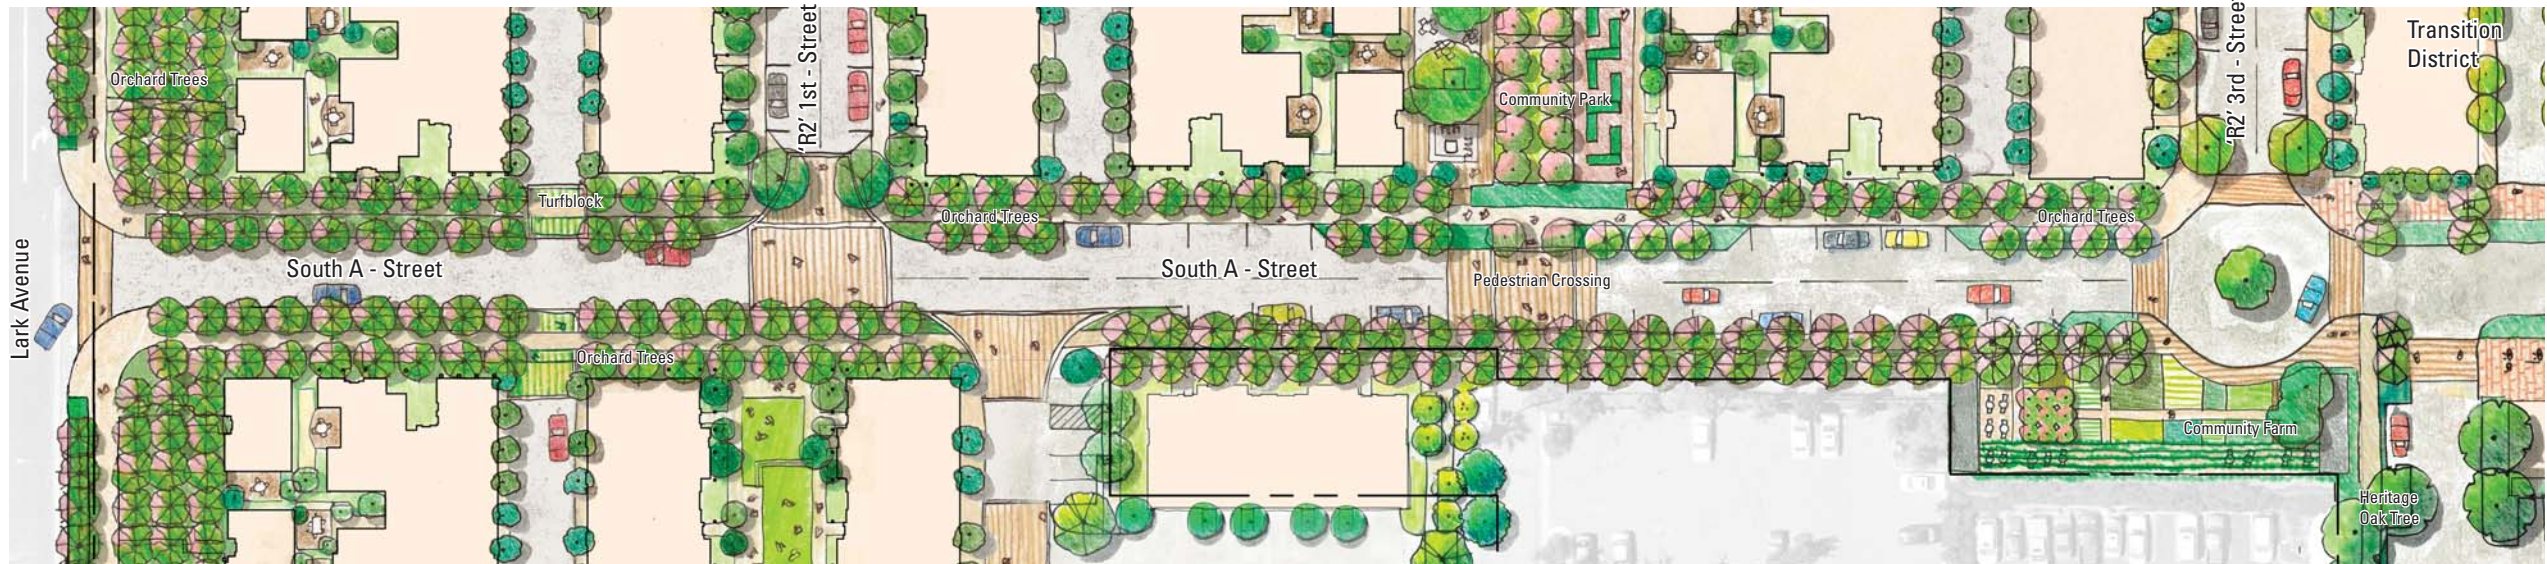 Orchard Trees
'R2' 1st - Street
'R2' 3rd - Street
Transition
District
Community Park
Turfblock
Orchard Trees
Orchard Trees
Lark Avenue
South A - Street
South A - Street
Pedestrian Crossing
Orchard Trees
Community Farm
Heritage
Oak Tree